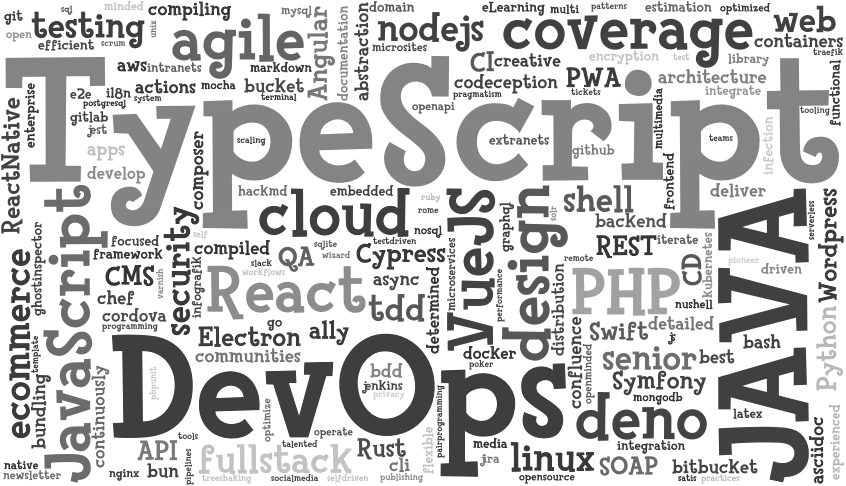 git
sql
minded
compiling
mysql
domain
eLearning
multi
patterns
estimation
optimized
web
open
testing
unix
agile
Angular
documentation
abstraction
nodejs
coverage
containers
efficient
scrum
microsites
CI
creative
encryption
test
library
traefik
aws
intranets
markdown
codeception
PWA
architecture
functional
enterprise
e2e
i18n
actions
mocha
bucket
pragmatism
tickets
integrate
postgresql
system
terminal
openapi
multimedia
tooling
TypeScript
gitlab
jest
ReactNative
apps
scaling
extranets
github
teams
infection
develop
composer
frontend
hackmd
embedded
ruby
rome
deliver
JavaScript
cloud
VueJS
graphql
design
solr
shell
JAVA
serverless
Wordpress
backend
self
nosql
focused
security
compiled
sqlite
testdriven
REST
iterate
framework
QA
wizard
Cypress
ghostinspector
infografik
slack
workflows
remote
CD
kubernetes
pioneer
driven
ecommerce
CMS
varnish
React
async
microservices
performance
PHP
chef
tdd
determined
distribution
nushell
cordova
programming
go
Electron
ally
Swift
detailed
js
Python
template
communities
docker
poker
confluence
openminded
senior
best
bash
DevOps
bdd
jenkins
privacy
phpunit
Symfony
mongodb
bundling
continuously
pairprogramming
deno
latex
optimize
operate
tools
talented
flexible
media
integration
asciidoc
experienced
native
newsletter
API
pipelines
fullstack
Rust
nginx
bun
treeshaking
socialmedia
selfdriven
cli
publishing
jira
linux
opensource
SOAP
bitbucket
satis
practices